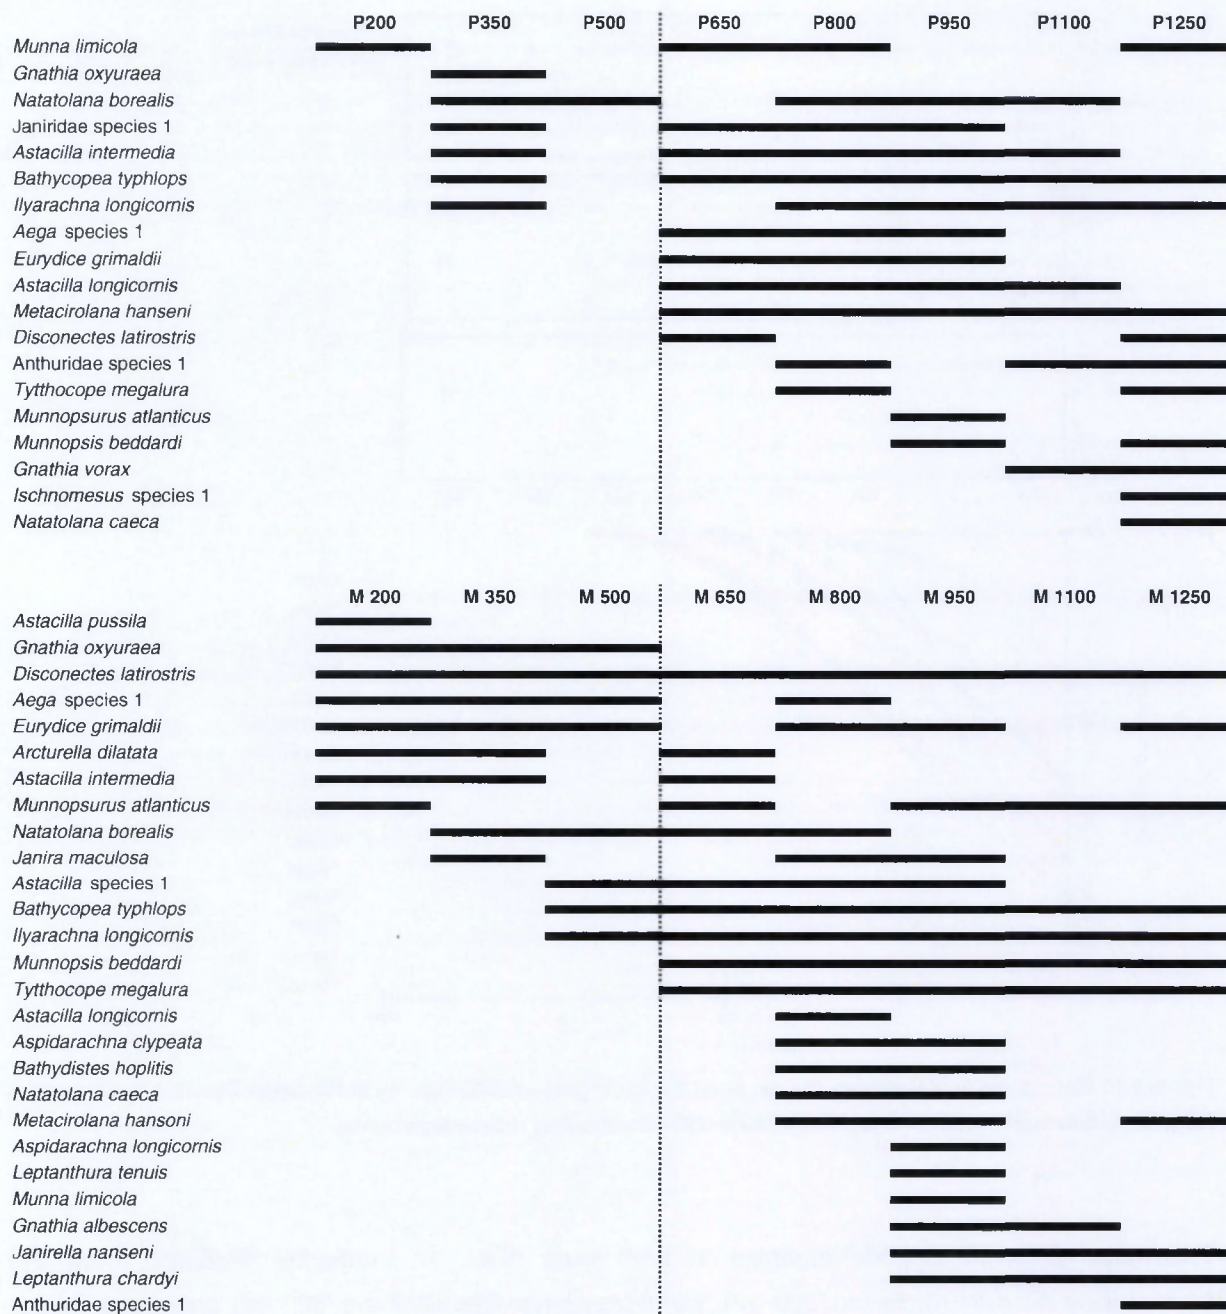 P200 P350 P500 P650 P800 P950 P1100 P1250
Munna limicola
Gnathia oxyuraea
Natatolana borealis
Janiridae species 1
Astacilla intermedia
Bathycopea typhlops
Ilyarachna longicornis
Aega species 1
Eurydice grimaldii
Astacilla longicornis
Metacirolana hanseni
Disconectes latirostris
Anthuridae species 1
Tytthocope megalura
Munnopsurus atlanticus
Munnopsis beddardi
Gnathia vorax
Ischnomesus species 1
Natatolana caeca
M 200 M 350 M 500 M 650 M 800 M 950 M 1100 M 1250
Astacilla pussila
Gnathia oxyuraea
Disconectes latirostris
Aega species 1
Eurydice grimaldii
Arcturella dilatata
Astacilla intermedia
Munnopsurus atlanticus
Natatolana borealis
Janira maculosa
Astacilla species 1
Bathycopea typhlops
Ilyarachna longicornis
Munnopsis beddardi
Tytthocope megalura
Astacilla longicornis
Aspidarachna clypeata
Bathydistes hoplitis
Natatolana caeca
Metacirolana hansoni
Aspidarachna longicornis
Leptanthura tenuis
Munna limicola
Gnathia albescens
Janirella nanseni
Leptanthura chardyi
Anthuridae species 1